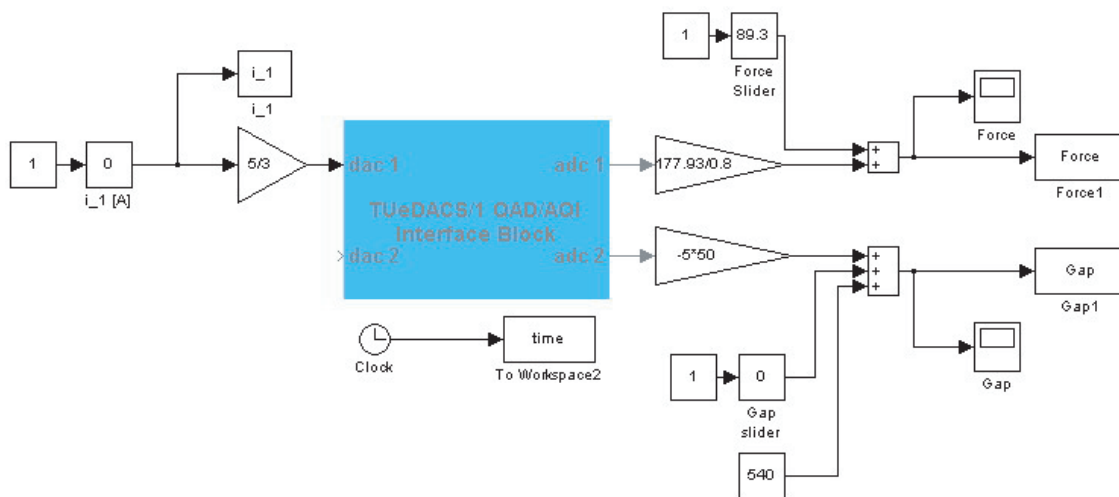 1
89.3
Force
Slider
i_1
i_1
Force
1
0
i_1 [A]
5/3
dac 1
adc 1
177.93/0.8
Force
Force1
TUeDACS/1 QAD/AQI
Interface Block
dac 2
adc 2
-5*50
Gap
Gap1
Clock
time
To Workspace2
1
0
Gap
slider
Gap
540
+
+
+
+
+